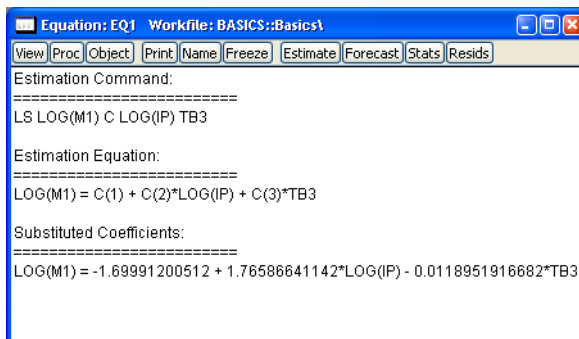 Equation: EQ1 Workfile: BASICS::Basics\
View Proc Object Print Name Freeze Estimate Forecast Stats Resids
Estimation Command:
=========================
LS LOG(M1) C LOG(IP) TB3
Estimation Equation:
=========================
LOG(M1) = C(1) + C(2)*LOG(IP) + C(3)*TB3
Substituted Coefficients:
=========================
LOG(M1) = -1.69991200512 + 1.76586641142*LOG(IP) - 0.0118951916682*TB3